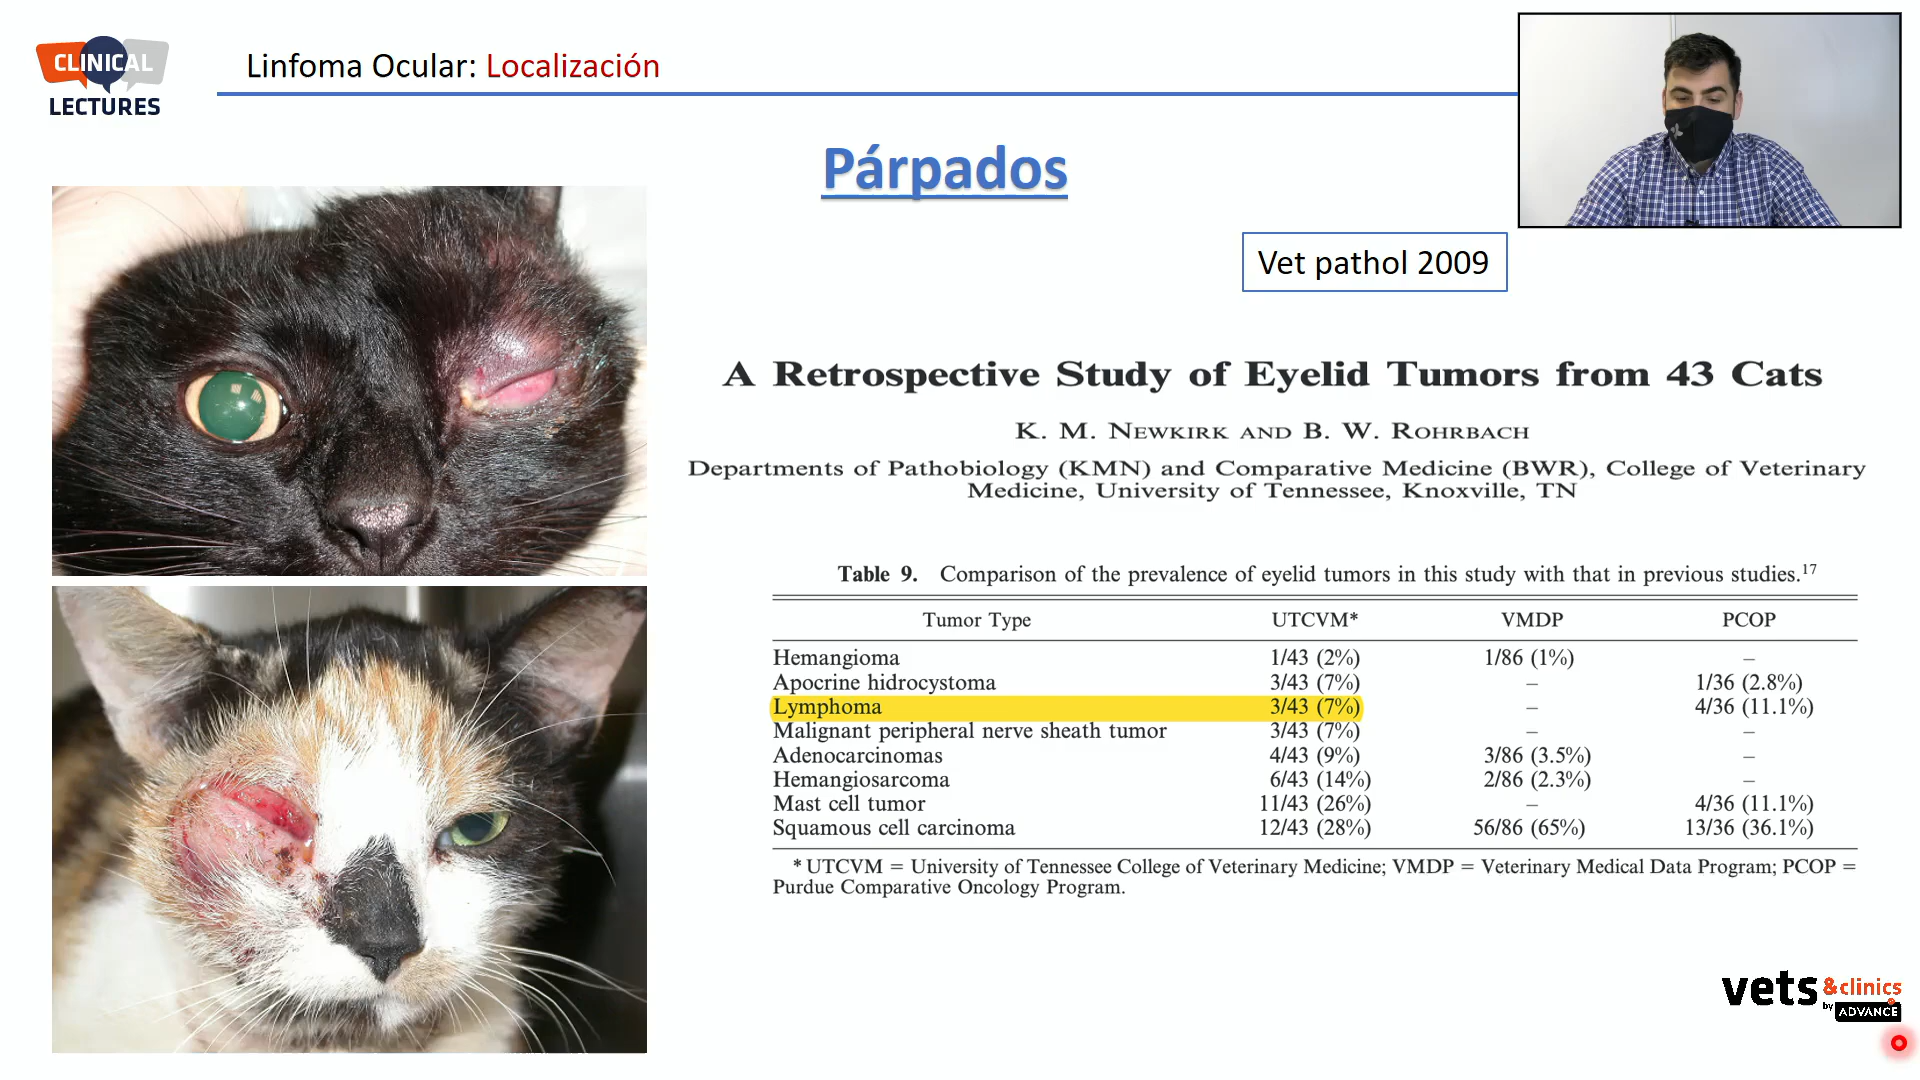 CLINICAL
LECTURES
Linfoma Ocular: Localización
Párpados
Vet pathol 2009
A Retrospective Study of Eyelid Tumors from 43 Cats
K. M. NEWKIRK AND B. W. ROHRBACH
Departments of Pathobiology (KMN) and Comparative Medicine (BWR), College of Veterinary
Medicine, University of Tennessee, Knoxville, TN
Table 9. Comparison of the prevalence of eyelid tumors in this study with that in previous studies.17
Tumor Type UTCVM* VMDP PCOP
Hemangioma 1/43 (2%) 1/86 (1%) –
Apocrine hidrocystoma 3/43 (7%) – 1/36 (2.8%)
Lymphoma 3/43 (7%) – 4/36 (11.1%)
Malignant peripheral nerve sheath tumor 3/43 (7%) – –
Adenocarcinomas 4/43 (9%) 3/86 (3.5%) –
Hemangiosarcoma 6/43 (14%) 2/86 (2.3%) –
Mast cell tumor 11/43 (26%) – 4/36 (11.1%)
Squamous cell carcinoma 12/43 (28%) 56/86 (65%) 13/36 (36.1%)
* UTCVM = University of Tennessee College of Veterinary Medicine; VMDP = Veterinary Medical Data Program; PCOP =
Purdue Comparative Oncology Program.
vets &clinics
by ADVANCE